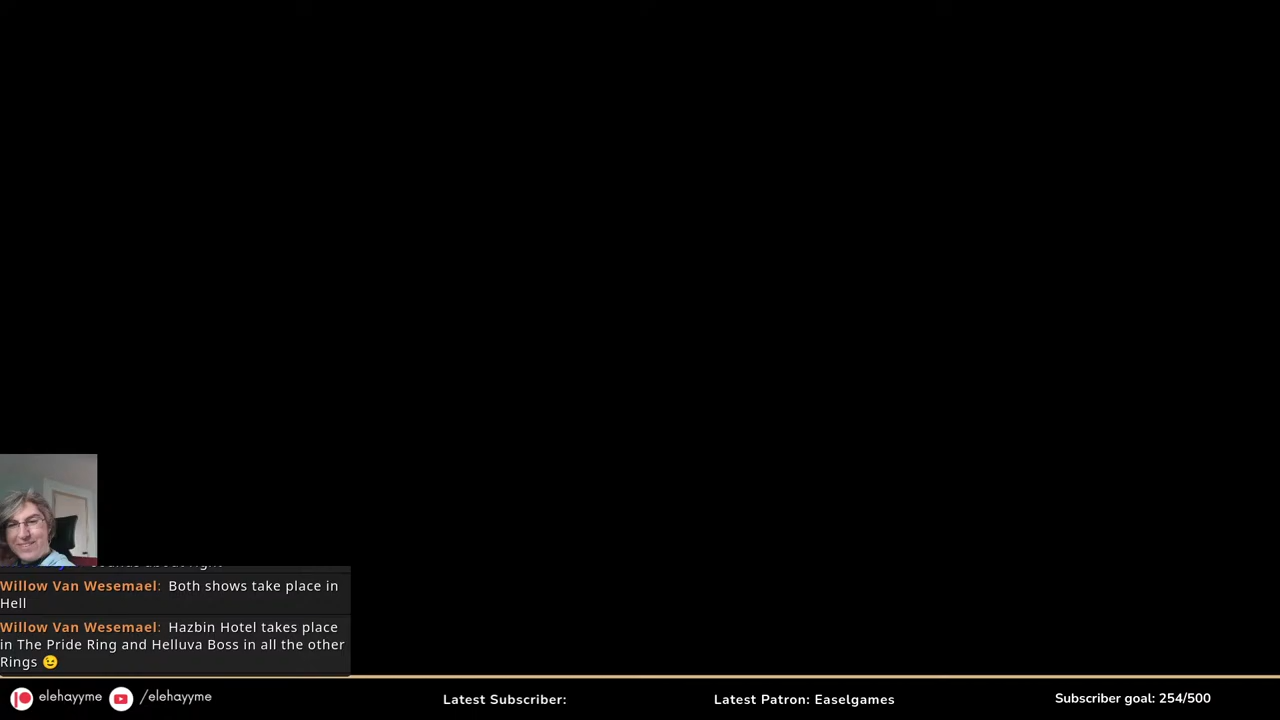 Willow Van Wesemael: Both shows take place in
Hell
Willow Van Wesemael: Hazbin Hotel takes place
in The Pride Ring and Helluva Boss in all the other
Rings 😉
elehayyme
/elehayyme
Latest Subscriber:
Latest Patron: Easelgames
Subscriber goal: 254/500